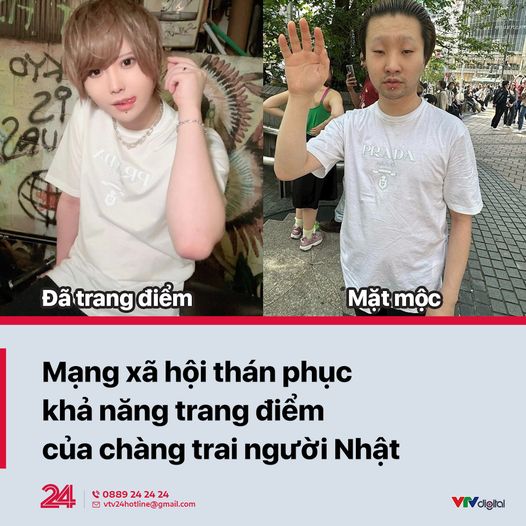 Đã trang điểm
PRADA
Mặt mộc
Mạng xã hội thán phục
khả năng trang điểm
của chàng trai người Nhật
24
0889 24 24 24
vtv24hotline@gmail.com
VTVdigital